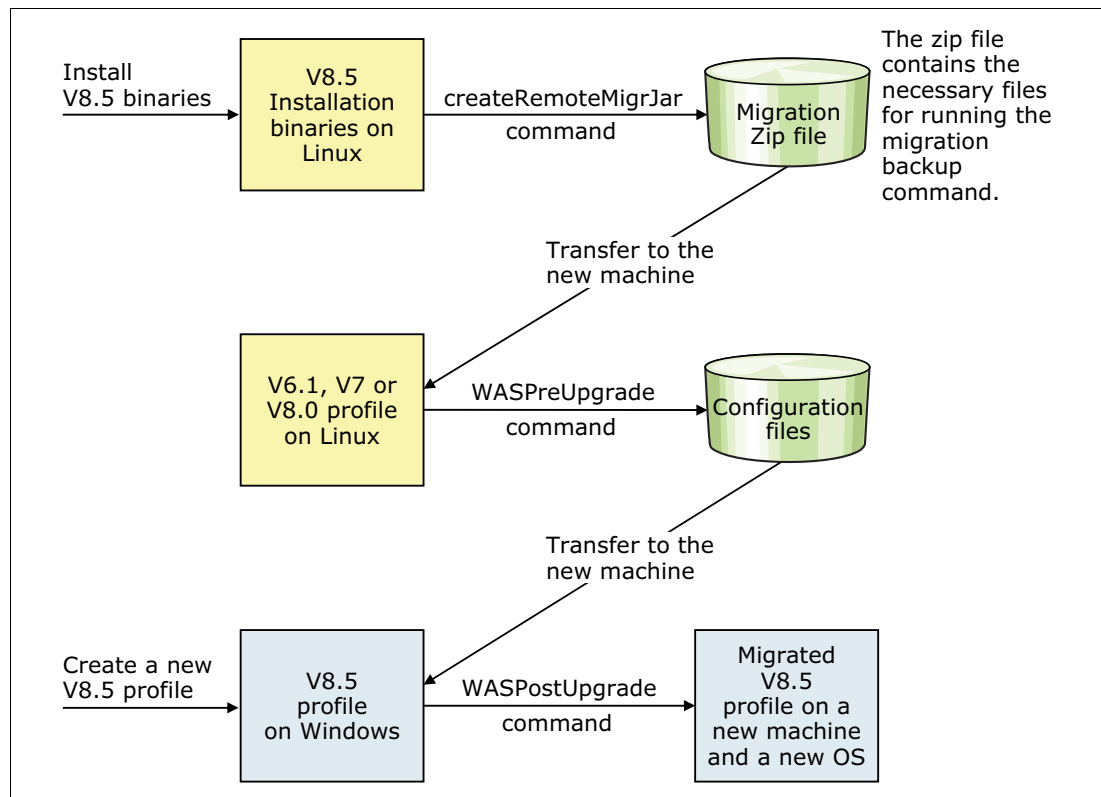 Install
V8.5 binaries
V8.5
Installation
binaries on
Linux
createRemoteMigrJar
command
Migration
Zip file
The zip file
contains the
necessary files
for running the
migration
backup
command.
Transfer to the
new machine
V6.1, V7 or
V8.0 profile
on Linux
WASPreUpgrade
command
Configuration
files
Transfer to the
new machine
Create a new
V8.5 profile
V8.5
profile
on Windows
WASPostUpgrade
command
Migrated
V8.5
profile on a
new machine
and a new OS